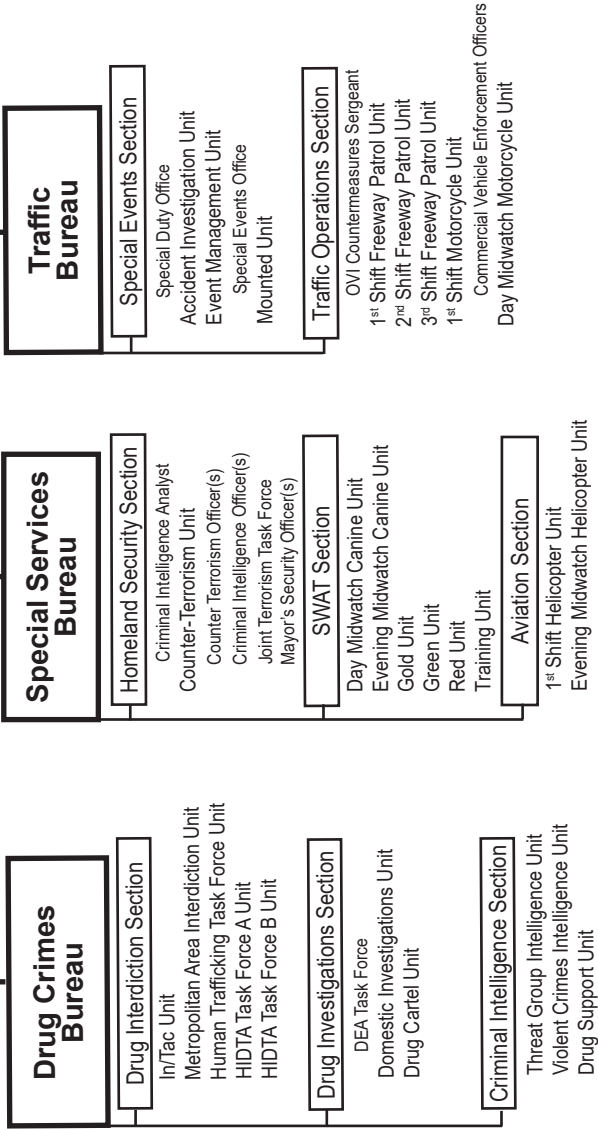 Drug Crimes
Bureau
Drug Interdiction Section
In/Tac Unit
Metropolitan Area Interdiction Unit
Human Trafficking Task Force Unit
HIDTA Task Force A Unit
HIDTA Task Force B Unit
Drug Investigations Section
DEA Task Force
Domestic Investigations Unit
Drug Cartel Unit
Criminal Intelligence Section
Threat Group Intelligence Unit
Violent Crimes Intelligence Unit
Drug Support Unit
Special Services
Bureau
Homeland Security Section
Criminal Intelligence Analyst
Counter-Terrorism Unit
Counter Terrorism Officer(s)
Criminal Intelligence Officer(s)
Joint Terrorism Task Force
Mayor's Security Officer(s)
SWAT Section
Day Midwatch Canine Unit
Evening Midwatch Canine Unit
Gold Unit
Green Unit
Red Unit
Training Unit
Aviation Section
1st Shift Helicopter Unit
Evening Midwatch Helicopter Unit
Traffic
Bureau
Special Events Section
Special Duty Office
Accident Investigation Unit
Event Management Unit
Special Events Office
Mounted Unit
Traffic Operations Section
OVI Countermeasures Sergeant
1st Shift Freeway Patrol Unit
2nd Shift Freeway Patrol Unit
3rd Shift Freeway Patrol Unit
1st Shift Motorcycle Unit
Commercial Vehicle Enforcement Officers
Day Midwatch Motorcycle Unit